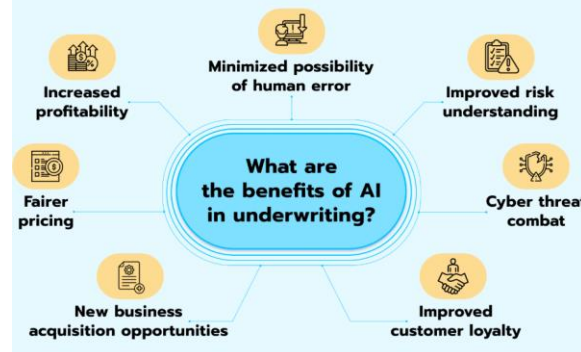 Minimized possibility
of human error
Increased
profitability
Improved risk
understanding
What are
the benefits of AI
in underwriting?
Fairer
pricing
Cyber threat
combat
New business
acquisition opportunities
Improved
customer loyalty